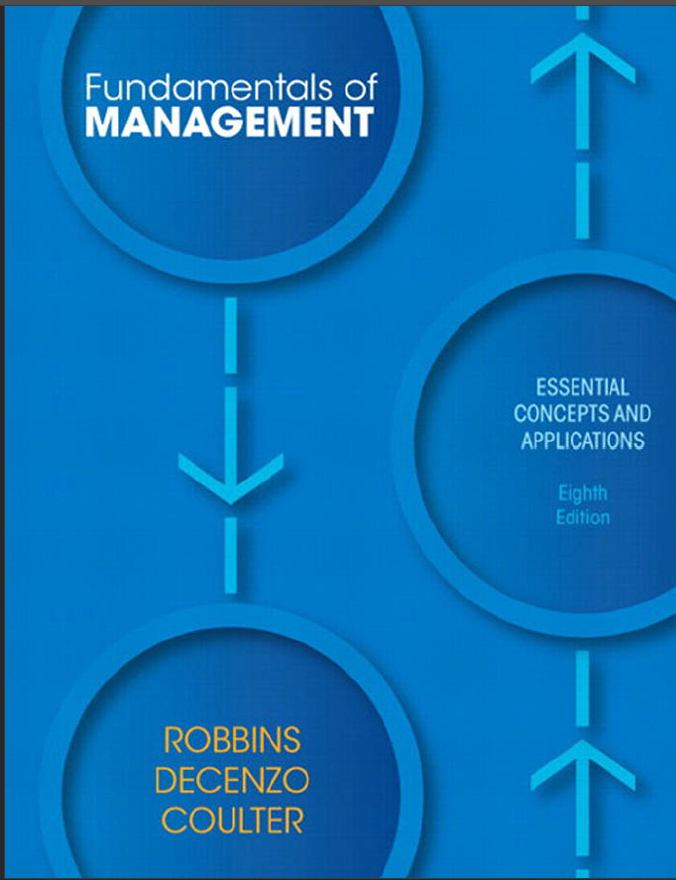 Fundamentals of
MANAGEMENT
ESSENTIAL
CONCEPTS AND
APPLICATIONS
Eighth
Edition
ROBBINS
DECENZO
COULTER